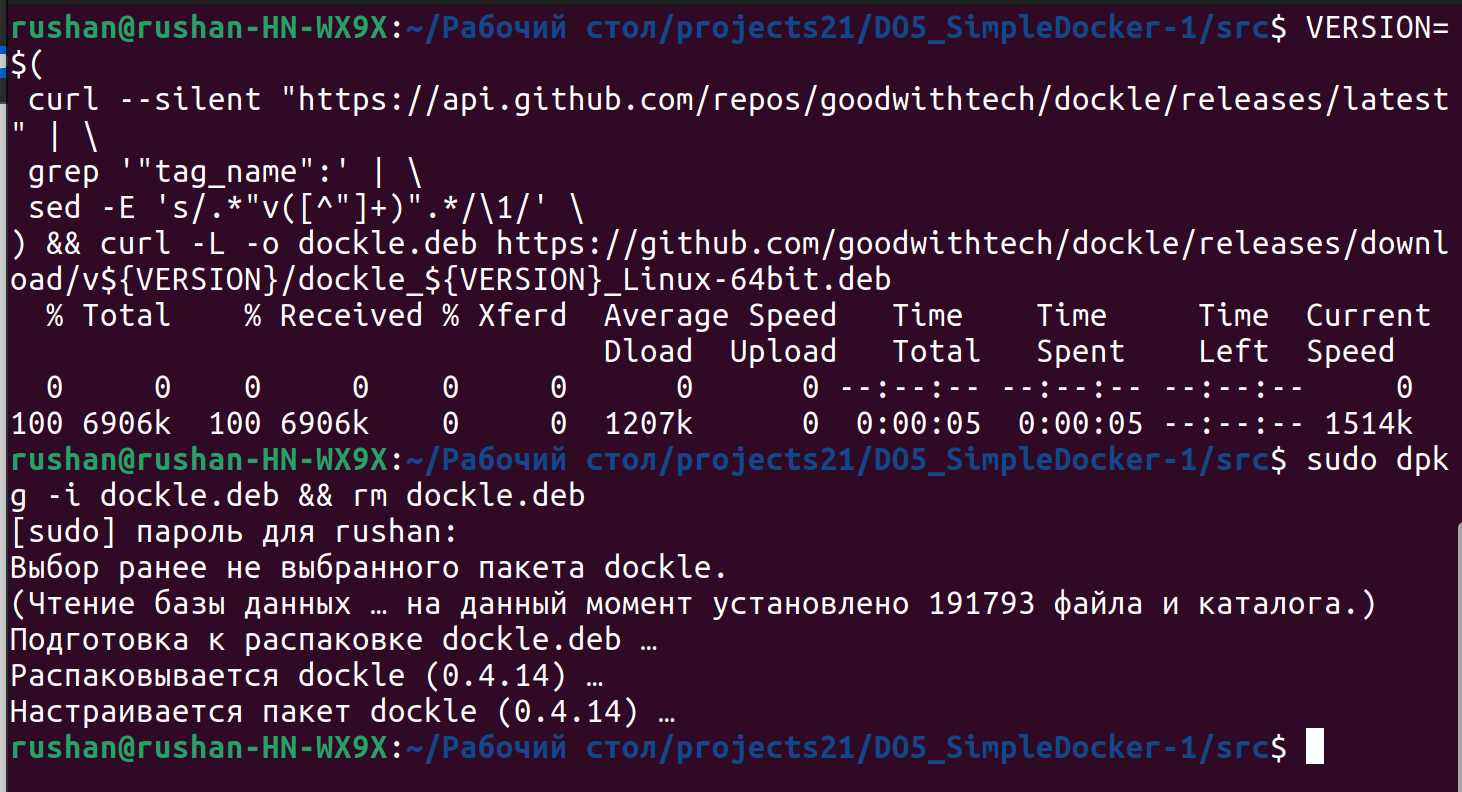 rushan@rushan-HN-WX9X:~/Рабочий стол/projects21/DO5_SimpleDocker-1/src$ VERSION=
$(
 curl --silent "https://api.github.com/repos/goodwithtech/dockle/releases/latest
" | \
 grep '"tag_name":' | \
 sed -E 's/.*"v([^"]+)".*/\1/' \
) && curl -L -o dockle.deb https://github.com/goodwithtech/dockle/releases/downl
oad/v${VERSION}/dockle_${VERSION}_Linux-64bit.deb
  % Total    % Received % Xferd  Average Speed   Time    Time     Time  Current
                                 Dload  Upload   Total   Spent    Left  Speed
  0     0    0     0    0     0      0      0 --:--:-- --:--:-- --:--:--     0
100 6906k  100 6906k    0     0  1207k      0  0:00:05  0:00:05 --:--:-- 1514k
rushan@rushan-HN-WX9X:~/Рабочий стол/projects21/DO5_SimpleDocker-1/src$ sudo dpk
g -i dockle.deb && rm dockle.deb
[sudo] пароль для rushan:
Выбор ранее не выбранного пакета dockle.
(Чтение базы данных … на данный момент установлено 191793 файла и каталога.)
Подготовка к распаковке dockle.deb …
Распаковывается dockle (0.4.14) …
Настраивается пакет dockle (0.4.14) …
rushan@rushan-HN-WX9X:~/Рабочий стол/projects21/DO5_SimpleDocker-1/src$